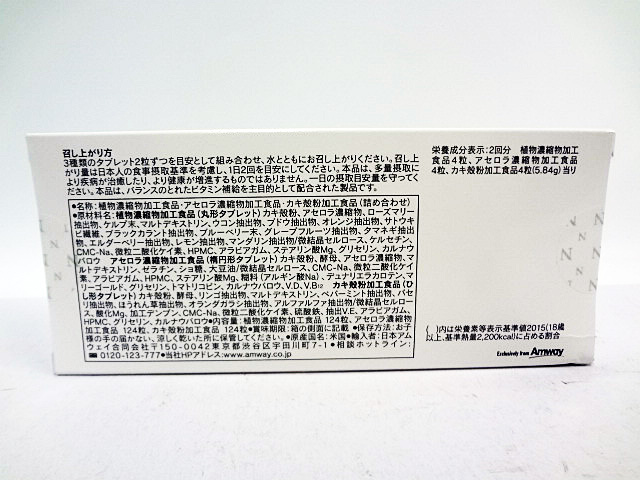 召し上がり方
3種類のタブレット2粒ずつを目安として組み合わせ、水とともにお召し上がりください。召し上
がり量は日本人の食事摂取基準を考慮し、1日2回を目安にしてください。本品は、多量摂取に
より疾病が治癒したり、より健康が増進するものではありません。一日の摂取目安量を守ってく
ださい。本品は、バランスのとれたビタミン補給を主目的として配合された製品です。
●名称:植物濃縮物加工食品・アセロラ濃縮物加工食品・カキ殻粉加工食品(詰め合わせ)
●原材料名:植物濃縮物加工食品(丸形タブレット)カキ殻粉、アセロラ濃縮物、ローズマリー
抽出物、ケルプ末、マルトデキストリン、ウコン抽出物、ブドウ抽出物、オレンジ抽出物、サトウキ
ビ繊維、ブラックカラント抽出物、ブルーベリー末、グレープフルーツ抽出物、タマネギ抽出
物、エルダーベリー抽出物、レモン抽出物、マンダリン抽出物/微結晶セルロース、ケルセチン、
CMC-Na、微粒二酸化ケイ素、HPMC、アラビアガム、ステアリン酸Mg、グリセリン、カルナウ
バロウ アセロラ濃縮物加工食品(楕円形タブレット)カキ殻粉、酵母、アセロラ濃縮物、マ
ルトデキストリン、ゼラチン、ショ糖、大豆油/微結晶セルロース、CMC-Na、微粒二酸化ケイ
素、アラビアガム、HPMC、ステアリン酸Mg、糊料(アルギン酸Na)、デュナリエラカロテン、マ
リーゴールド、グリセリン、トマトリコピン、カルナウバロウ、V.D、V.B₁₂ カキ殻粉加工食品(ひ
し形タブレット)カキ殻粉、酵母、リンゴ抽出物、マルトデキストリン、ペパーミント抽出物、パセ
リ抽出物、ほうれん草抽出物、オランダガラシ抽出物、アルファルファ抽出物/微結晶セルロー
ス、酸化Mg、加工デンプン、CMC-Na、微粒二酸化ケイ素、硫酸鉄、抽出V.E、アラビアガム、
HPMC、グリセリン、カルナウバロウ●内容量:植物濃縮物加工食品 124粒、アセロラ濃縮物
加工食品 124粒、カキ殻粉加工食品 124粒●賞味期限:箱の側面に記載 ●保存方法:お子
様の手の届かない、涼しく乾いた所に保管してください。●原産国名:米国●輸入者:日本アム
ウェイ合同会社〒150-0042東京都渋谷区宇田川町7-1 ●相談ホットライン:
0120-123-777●当社HPアドレス:www.amway.co.jp
栄養成分表示:2回分 植物濃縮物加工
食品4粒、アセロラ濃縮物加工食品
4粒、カキ殻粉加工食品4粒(5.84g)当り
( )内は栄養素等表示基準値2015(18歳
以上、基準熱量2,200kcal)に占める割合
Exclusively from Amway